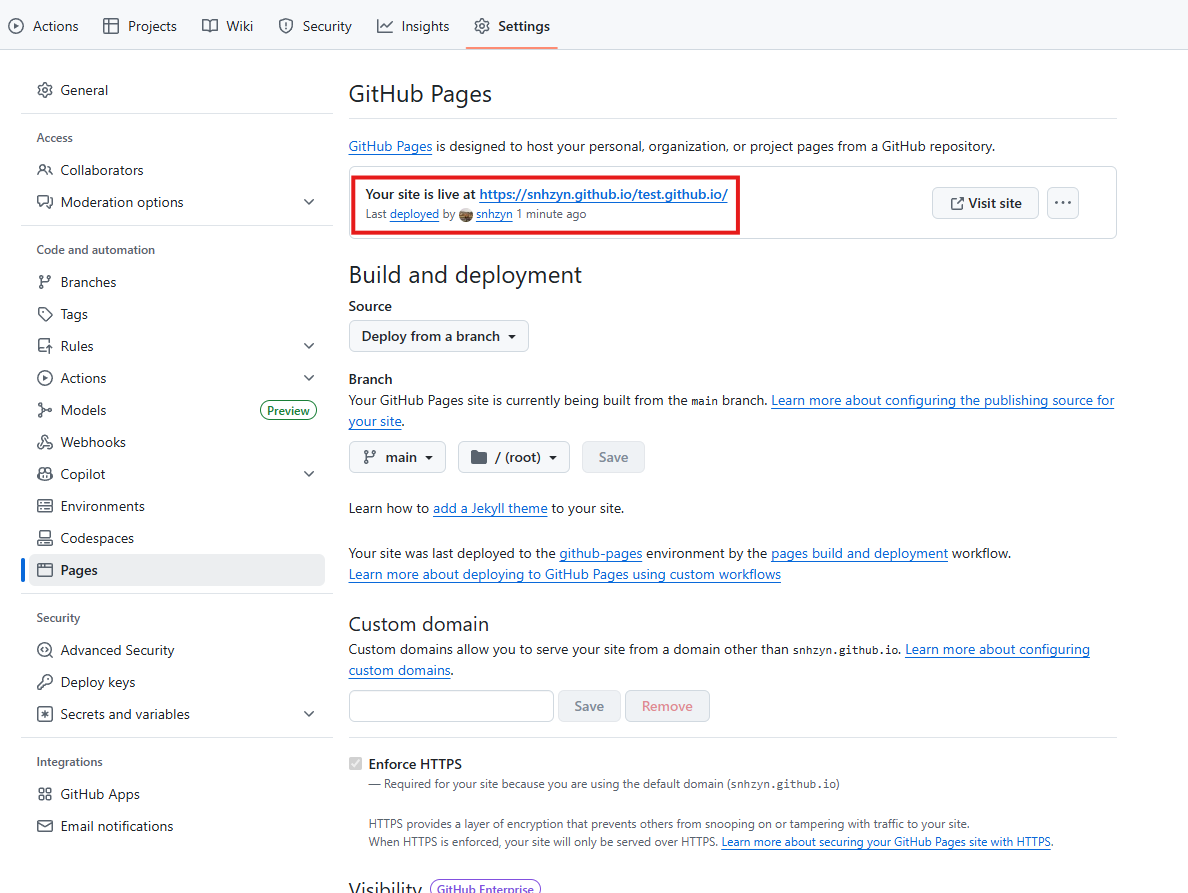 Actions Projects Wiki Security Insights Settings
General
Access
Collaborators
Moderation options
Code and automation
Branches
Tags
Rules
Actions
Models Preview
Webhooks
Copilot
Environments
Codespaces
Pages
Security
Advanced Security
Deploy keys
Secrets and variables
Integrations
GitHub Apps
Email notifications
GitHub Pages
GitHub Pages is designed to host your personal, organization, or project pages from a GitHub repository.
Your site is live at https://snhzyn.github.io/test.github.io/
Last deployed by snhzyn 1 minute ago
Visit site
Build and deployment
Source
Deploy from a branch
Branch
Your GitHub Pages site is currently being built from the main branch. Learn more about configuring the publishing source for
your site.
main / (root) Save
Learn how to add a Jekyll theme to your site.
Your site was last deployed to the github-pages environment by the pages build and deployment workflow.
Learn more about deploying to GitHub Pages using custom workflows
Custom domain
Custom domains allow you to serve your site from a domain other than snhzyn.github.io. Learn more about configuring
custom domains.
Save Remove
Enforce HTTPS
— Required for your site because you are using the default domain (snhzyn.github.io)
HTTPS provides a layer of encryption that prevents others from snooping on or tampering with traffic to your site.
When HTTPS is enforced, your site will only be served over HTTPS. Learn more about securing your GitHub Pages site with HTTPS.
Visibility GitHub Enterprise